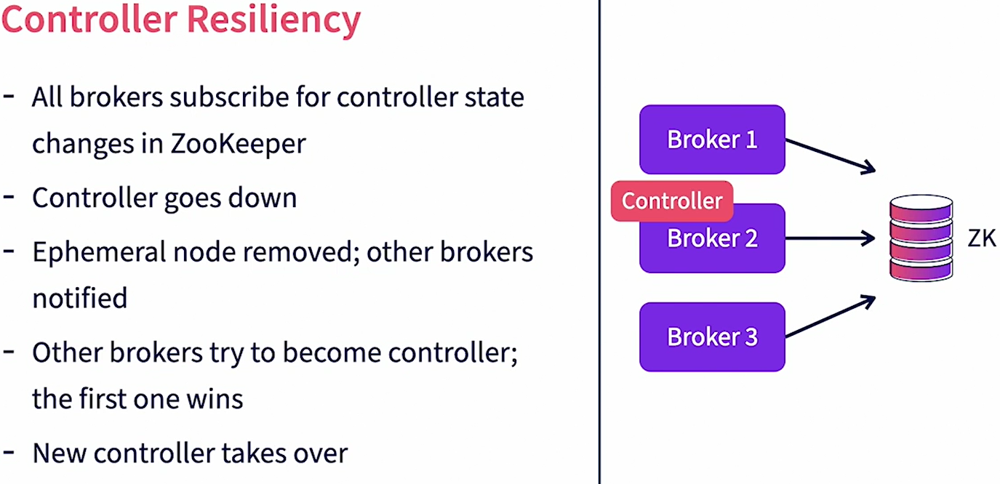 Controller Resiliency
- All brokers subscribe for controller state
changes in ZooKeeper
- Controller goes down
- Ephemeral node removed; other brokers
notified
- Other brokers try to become controller;
the first one wins
- New controller takes over
Broker 1
Controller
Broker 2
Broker 3
ZK